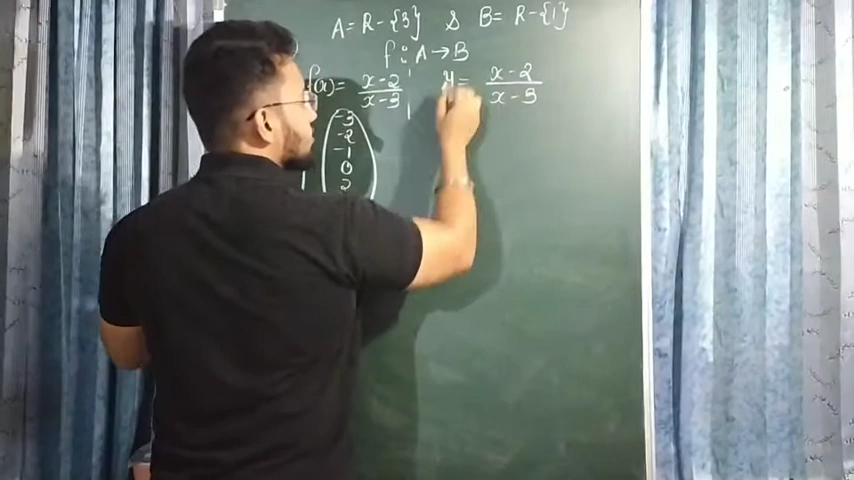 A = R - {3} & B = R - {1}
f : A → B
f(x) = x-2 / x-3 y = x-2 / x-3
-3
-2
-1
0
2